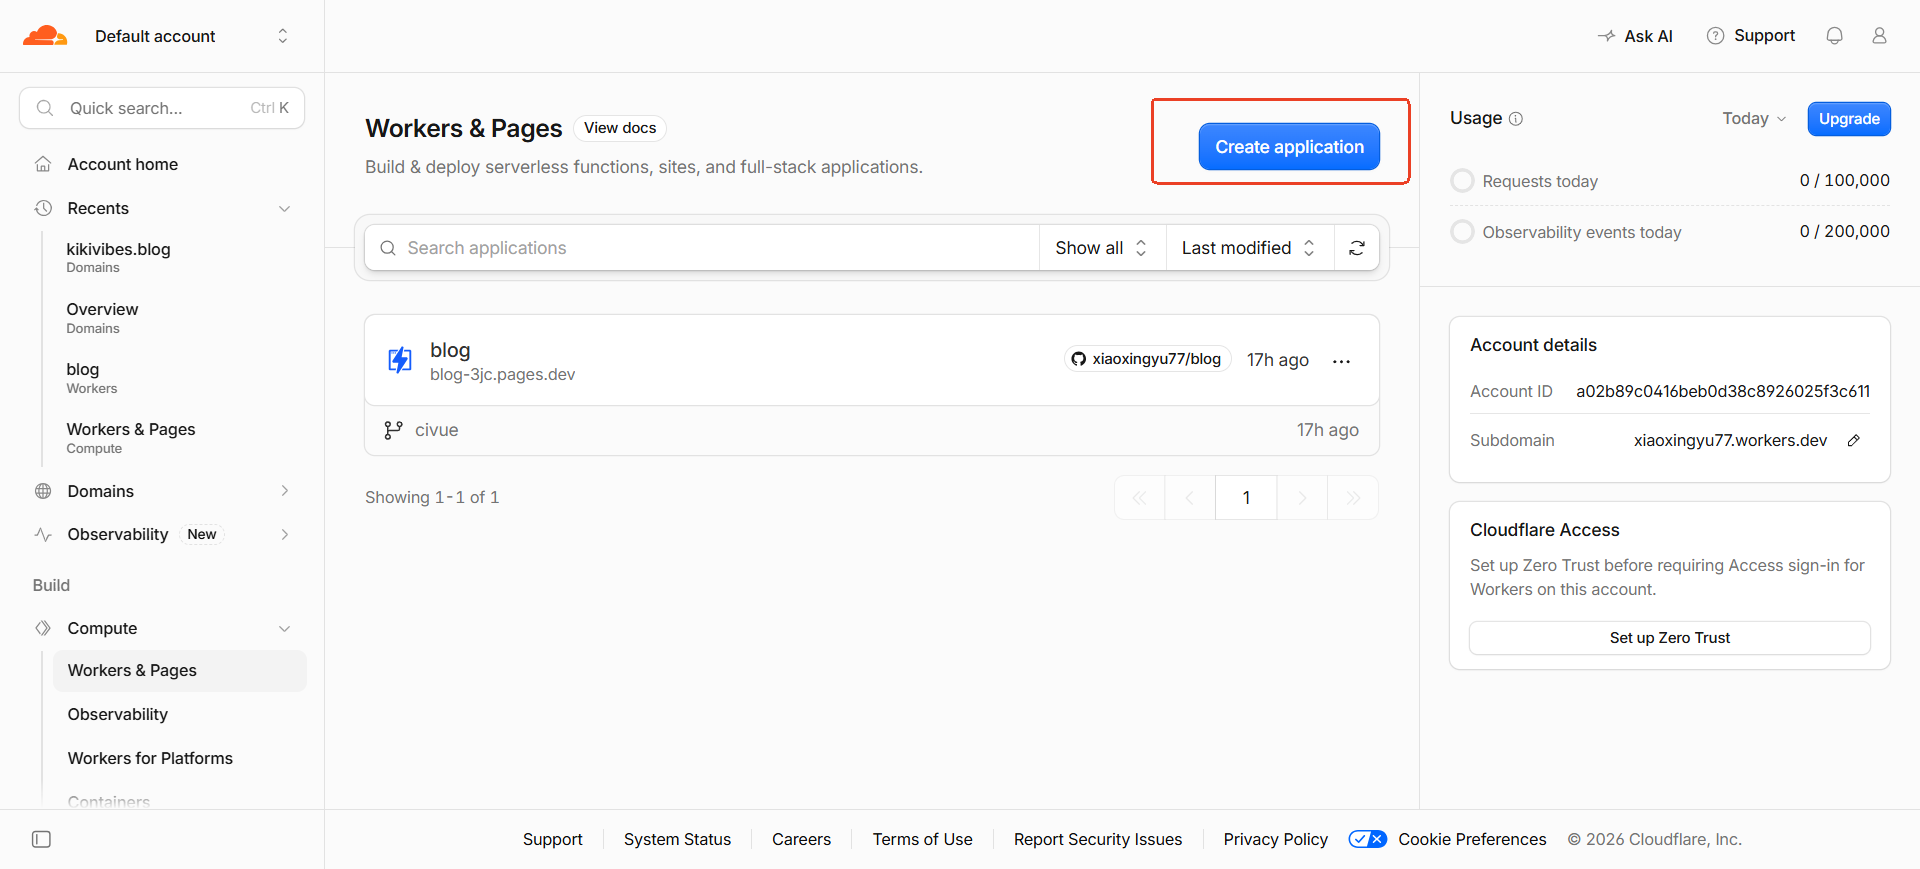 Default account
Ask AI
Support
Quick search...
Ctrl K
Account home
Recents
kikivibes.blog
Domains
Overview
Domains
blog
Workers
Workers & Pages
Compute
Domains
Observability New
Build
Compute
Workers & Pages
Observability
Workers for Platforms
Containers
Workers & Pages View docs
Build & deploy serverless functions, sites, and full-stack applications.
Create application
Search applications
Show all
Last modified
blog
blog-3jc.pages.dev
xiaoxingyu77/blog 17h ago
civue 17h ago
Showing 1-1 of 1
1
Usage
Today
Upgrade
Requests today 0 / 100,000
Observability events today 0 / 200,000
Account details
Account ID a02b89c0416beb0d38c8926025f3c611
Subdomain xiaoxingyu77.workers.dev
Cloudflare Access
Set up Zero Trust before requiring Access sign-in for
Workers on this account.
Set up Zero Trust
Support System Status Careers Terms of Use Report Security Issues Privacy Policy Cookie Preferences © 2026 Cloudflare, Inc.